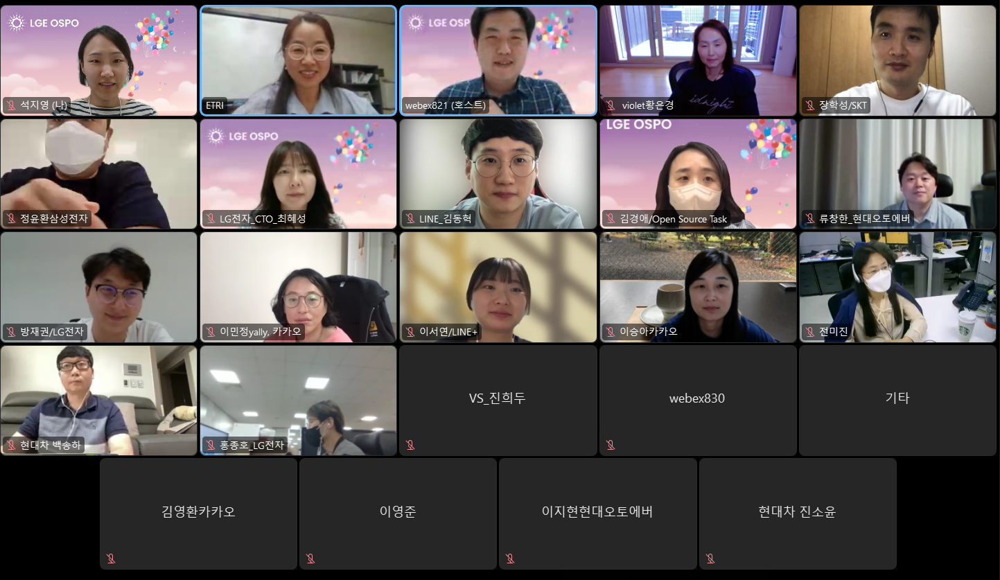 LGE OSPO
석지영 (나)
ETRI
LGE OSPO
webex821 (호스트)
violet황은경
idnight
장학성/SKT
정윤환삼성전자
LGE OSPO
LG전자_CTO_최혜성
LINE_김동혁
LGE OSPO
김경애/Open Source Task
류창한_현대오토에버
방재권/LG전자
이민정yally, 카카오
이서연/LINE+
이승아카카오
전미진
현대차 백송하
홍종호_LG전자
VS_진희두
webex830
기타
김영환카카오
이영준
이지현현대오토에버
현대차 진소윤